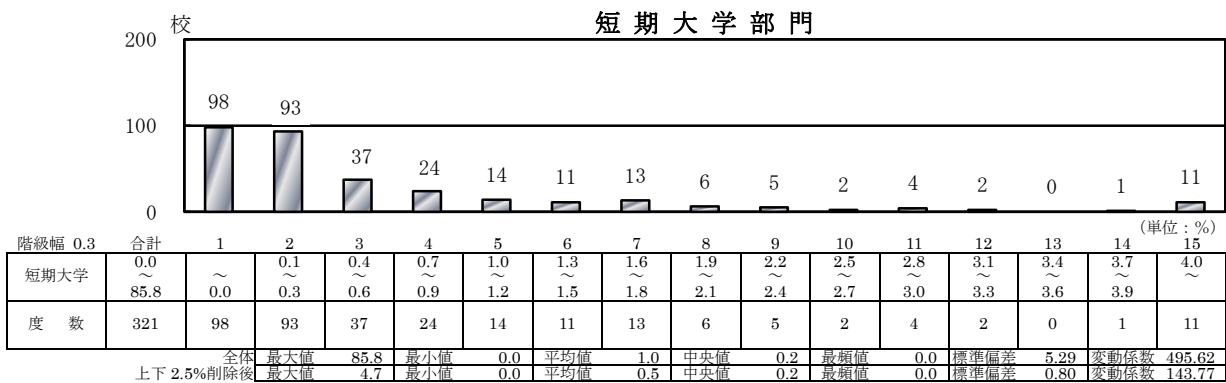 短期大学部門
校
200
98
93
100
37
24
14
11
13
6
5
2
4
2
0
1
11
0
(単位：%)
階級幅 0.3 合計 1 2 3 4 5 6 7 8 9 10 11 12 13 14 15
短期大学 0.0 ～ 85.8 ～ 0.0 0.1 ～ 0.3 0.4 ～ 0.6 0.7 ～ 0.9 1.0 ～ 1.2 1.3 ～ 1.5 1.6 ～ 1.8 1.9 ～ 2.1 2.2 ～ 2.4 2.5 ～ 2.7 2.8 ～ 3.0 3.1 ～ 3.3 3.4 ～ 3.6 3.7 ～ 3.9 4.0 ～
度 数 321 98 93 37 24 14 11 13 6 5 2 4 2 0 1 11
全体 最大値 85.8 最小値 0.0 平均値 1.0 中央値 0.2 最頻値 0.0 標準偏差 5.29 変動係数 495.62
上下 2.5%削除後 最大値 4.7 最小値 0.0 平均値 0.5 中央値 0.2 最頻値 0.0 標準偏差 0.80 変動係数 143.77